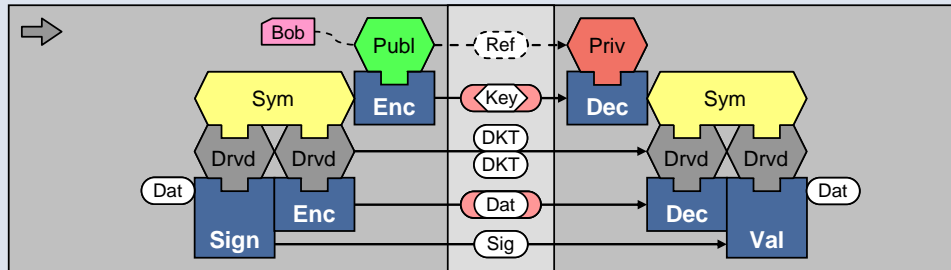 Bob
Publ
Ref
Priv
Sym
Enc
Key
Dec
Sym
Drvd
Drvd
DKT
DKT
Drvd
Drvd
Dat
Sign
Enc
Dat
Dec
Val
Dat
Sig